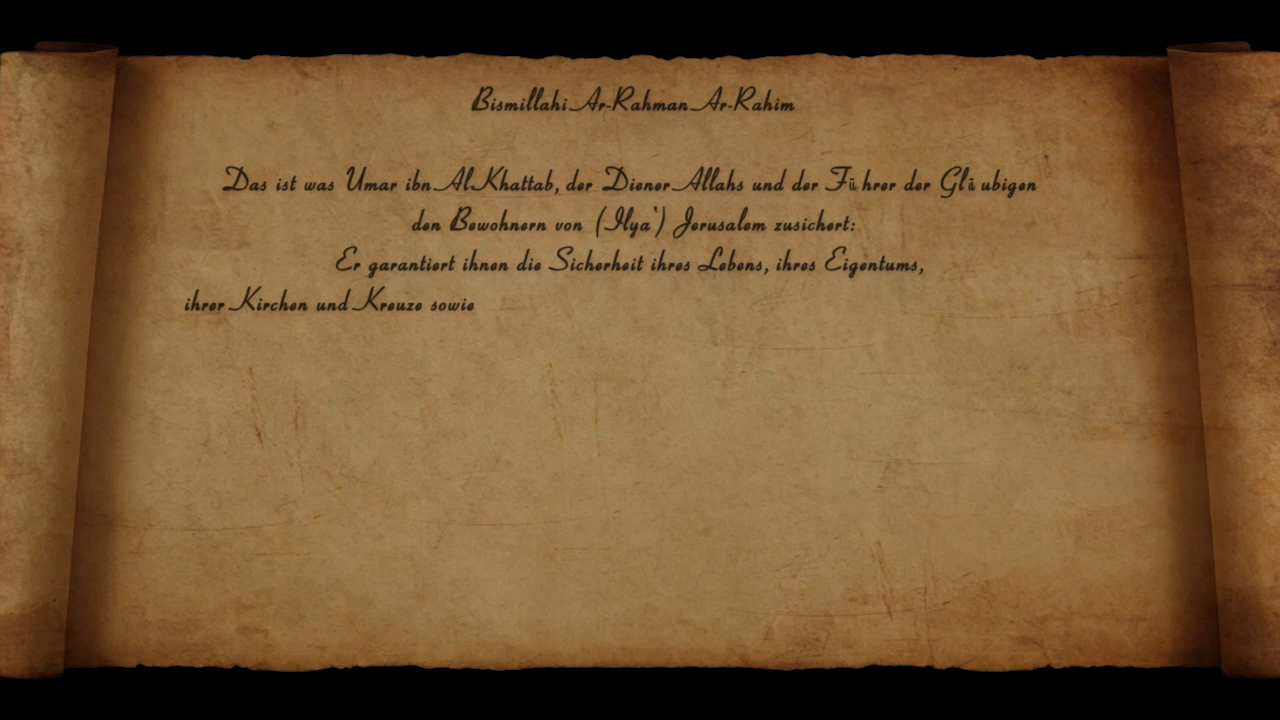 Bismillahi Ar-Rahman Ar-Rahim
Das ist was Umar ibn Al Khattab, der Diener Allahs und der Führer der Gläubigen
den Bewohnern von (Ilya') Jerusalem zusichert:
Er garantiert ihnen die Sicherheit ihres Lebens, ihres Eigentums,
ihrer Kirchen und Kreuze sowie